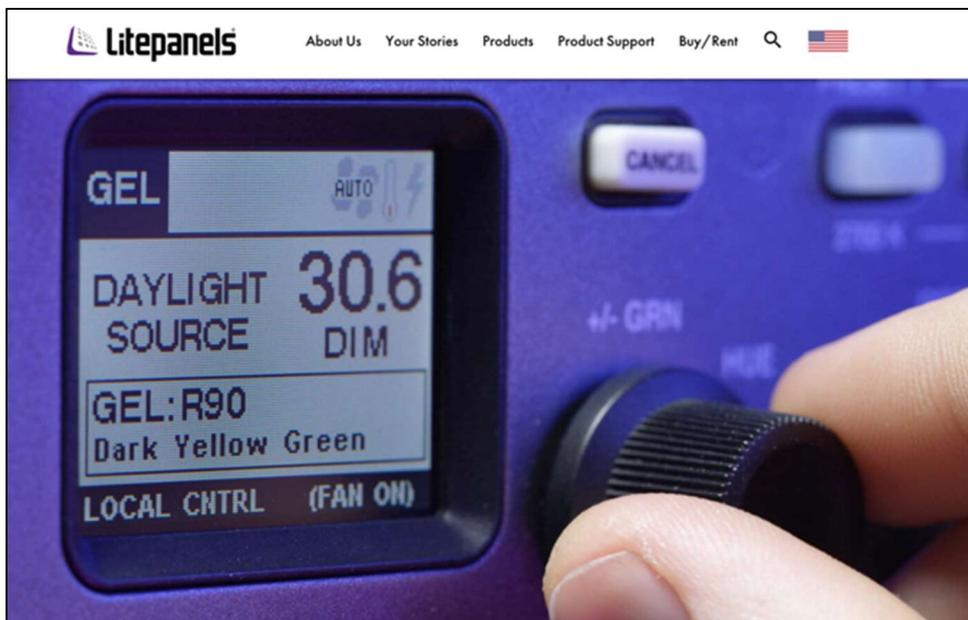 Litepanels
About Us Your Stories Products Product Support Buy/Rent
GEL
AUTO
CANCEL
DAYLIGHT
SOURCE
30.6
DIM
+/- GRN
HUE
GEL:R90
Dark Yellow Green
LOCAL CNTRL (FAN ON)